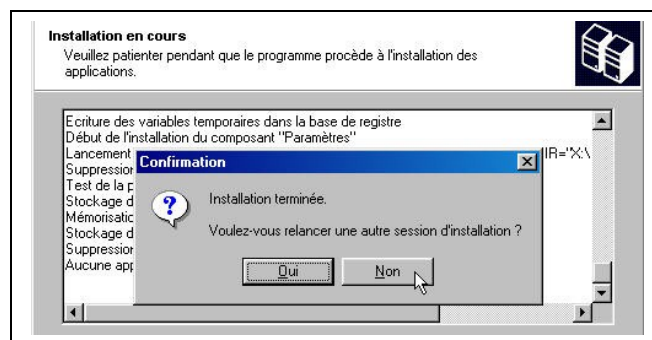 Installation en cours
Veuillez patienter pendant que le programme procède à l'installation des
applications.
Ecriture des variables temporaires dans la base de registre
Début de l'installation du composant "Paramètres"
Lancement
IR="X:\
Suppression
Test de la
Stockage
Mémorisatio
Stockage
Suppression
Aucune
Confirmation
Installation terminée.
Voulez-vous relancer une autre session d'installation ?
Oui
Non